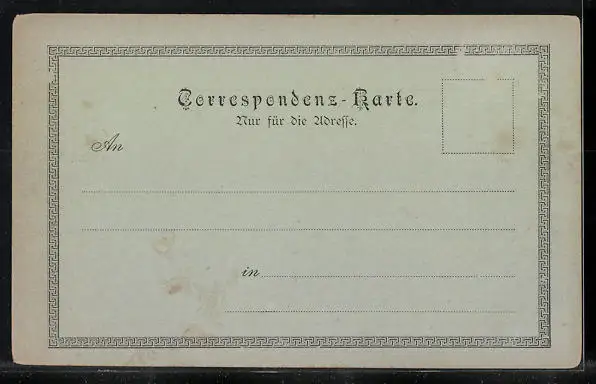 Correspondenz-Karte.
Nur für die Adresse.
An
in